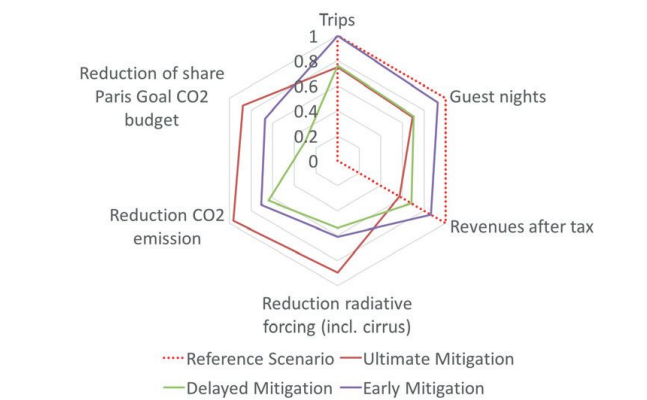 Trips
1
0.8
0.6
0.4
0.2
0
Reduction of share
Paris Goal CO2
budget
Guest nights
Reduction CO2
emission
Revenues after tax
Reduction radiative
forcing (incl. cirrus)
Reference Scenario
Ultimate Mitigation
Delayed Mitigation
Early Mitigation